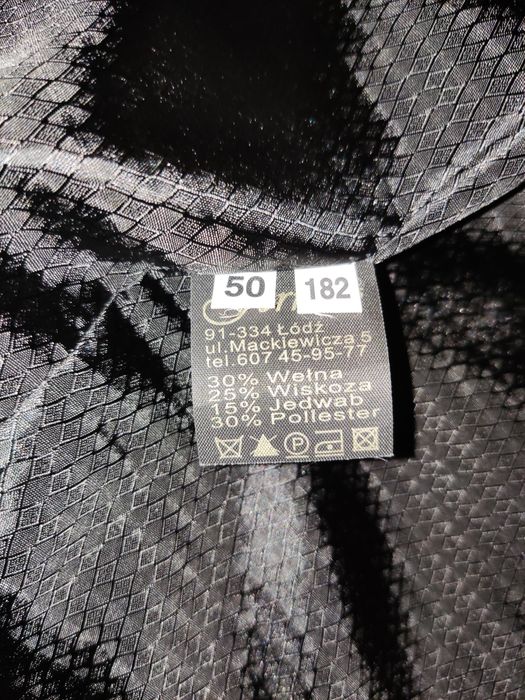 50 182
91-334 Łódź
ul.Mackiewicza 5
tel.607 45-95-77
30% Wełna
25% Wiskoza
15% Jedwab
30% Poliester
P